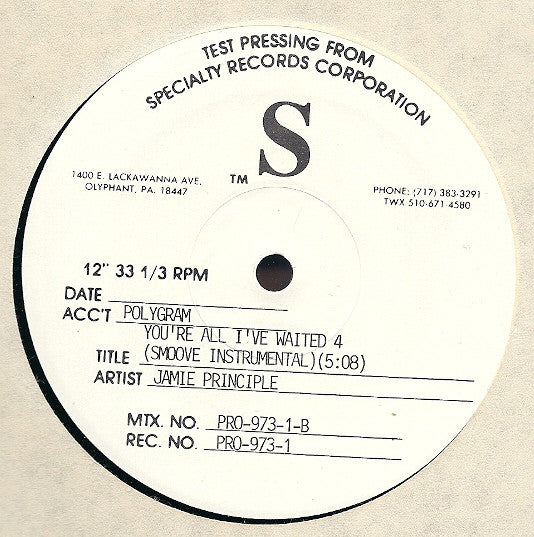 TEST PRESSING FROM
SPECIALTY RECORDS CORPORATION
S
TM
1400 E. LACKAWANNA AVE.
OLYPHANT, PA. 18447
PHONE: (717) 383-3291
TWX 510-671-4580
12" 33 1/3 RPM
DATE
ACC'T POLYGRAM
YOU'RE ALL I'VE WAITED 4
TITLE (SMOOVE INSTRUMENTAL)(5:08)
ARTIST JAMIE PRINCIPLE
MTX. NO. PRO-973-1-B
REC. NO. PRO-973-1